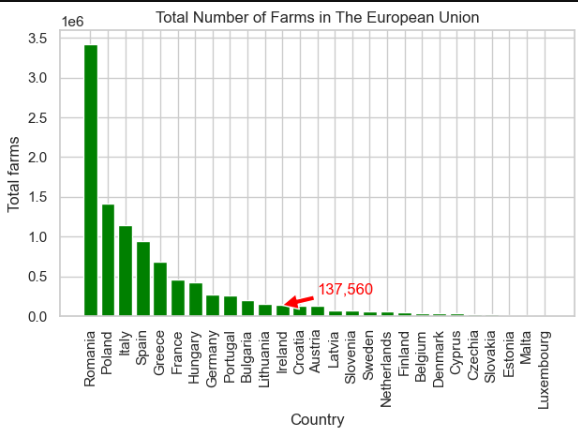 Total Number of Farms in The European Union
1e6
3.5
3.0
2.5
2.0
1.5
1.0
0.5
0.0
Total farms
137,560
Romania
Poland
Italy
Spain
Greece
France
Hungary
Germany
Portugal
Bulgaria
Lithuania
Ireland
Croatia
Austria
Latvia
Slovenia
Sweden
Netherlands
Finland
Belgium
Denmark
Cyprus
Czechia
Slovakia
Estonia
Malta
Luxembourg
Country